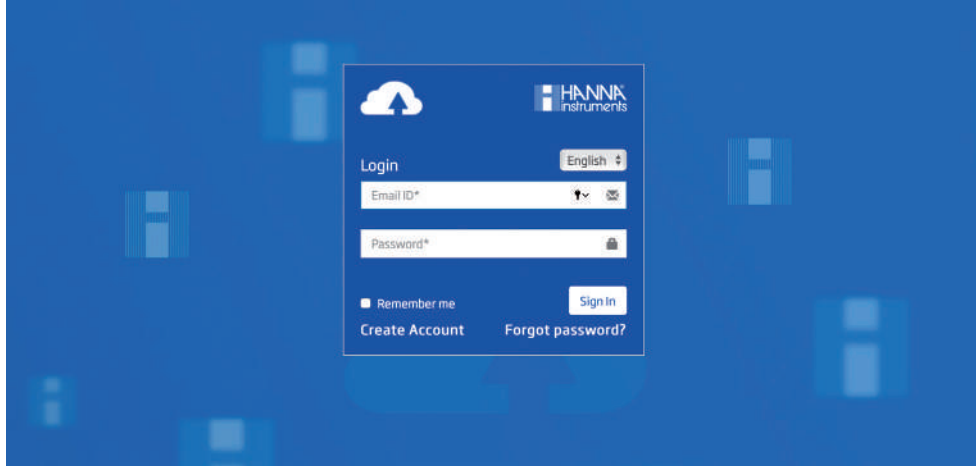 HANNA
instruments
Login
English
Email ID*
Password*
Remember me
Sign In
Create Account
Forgot password?